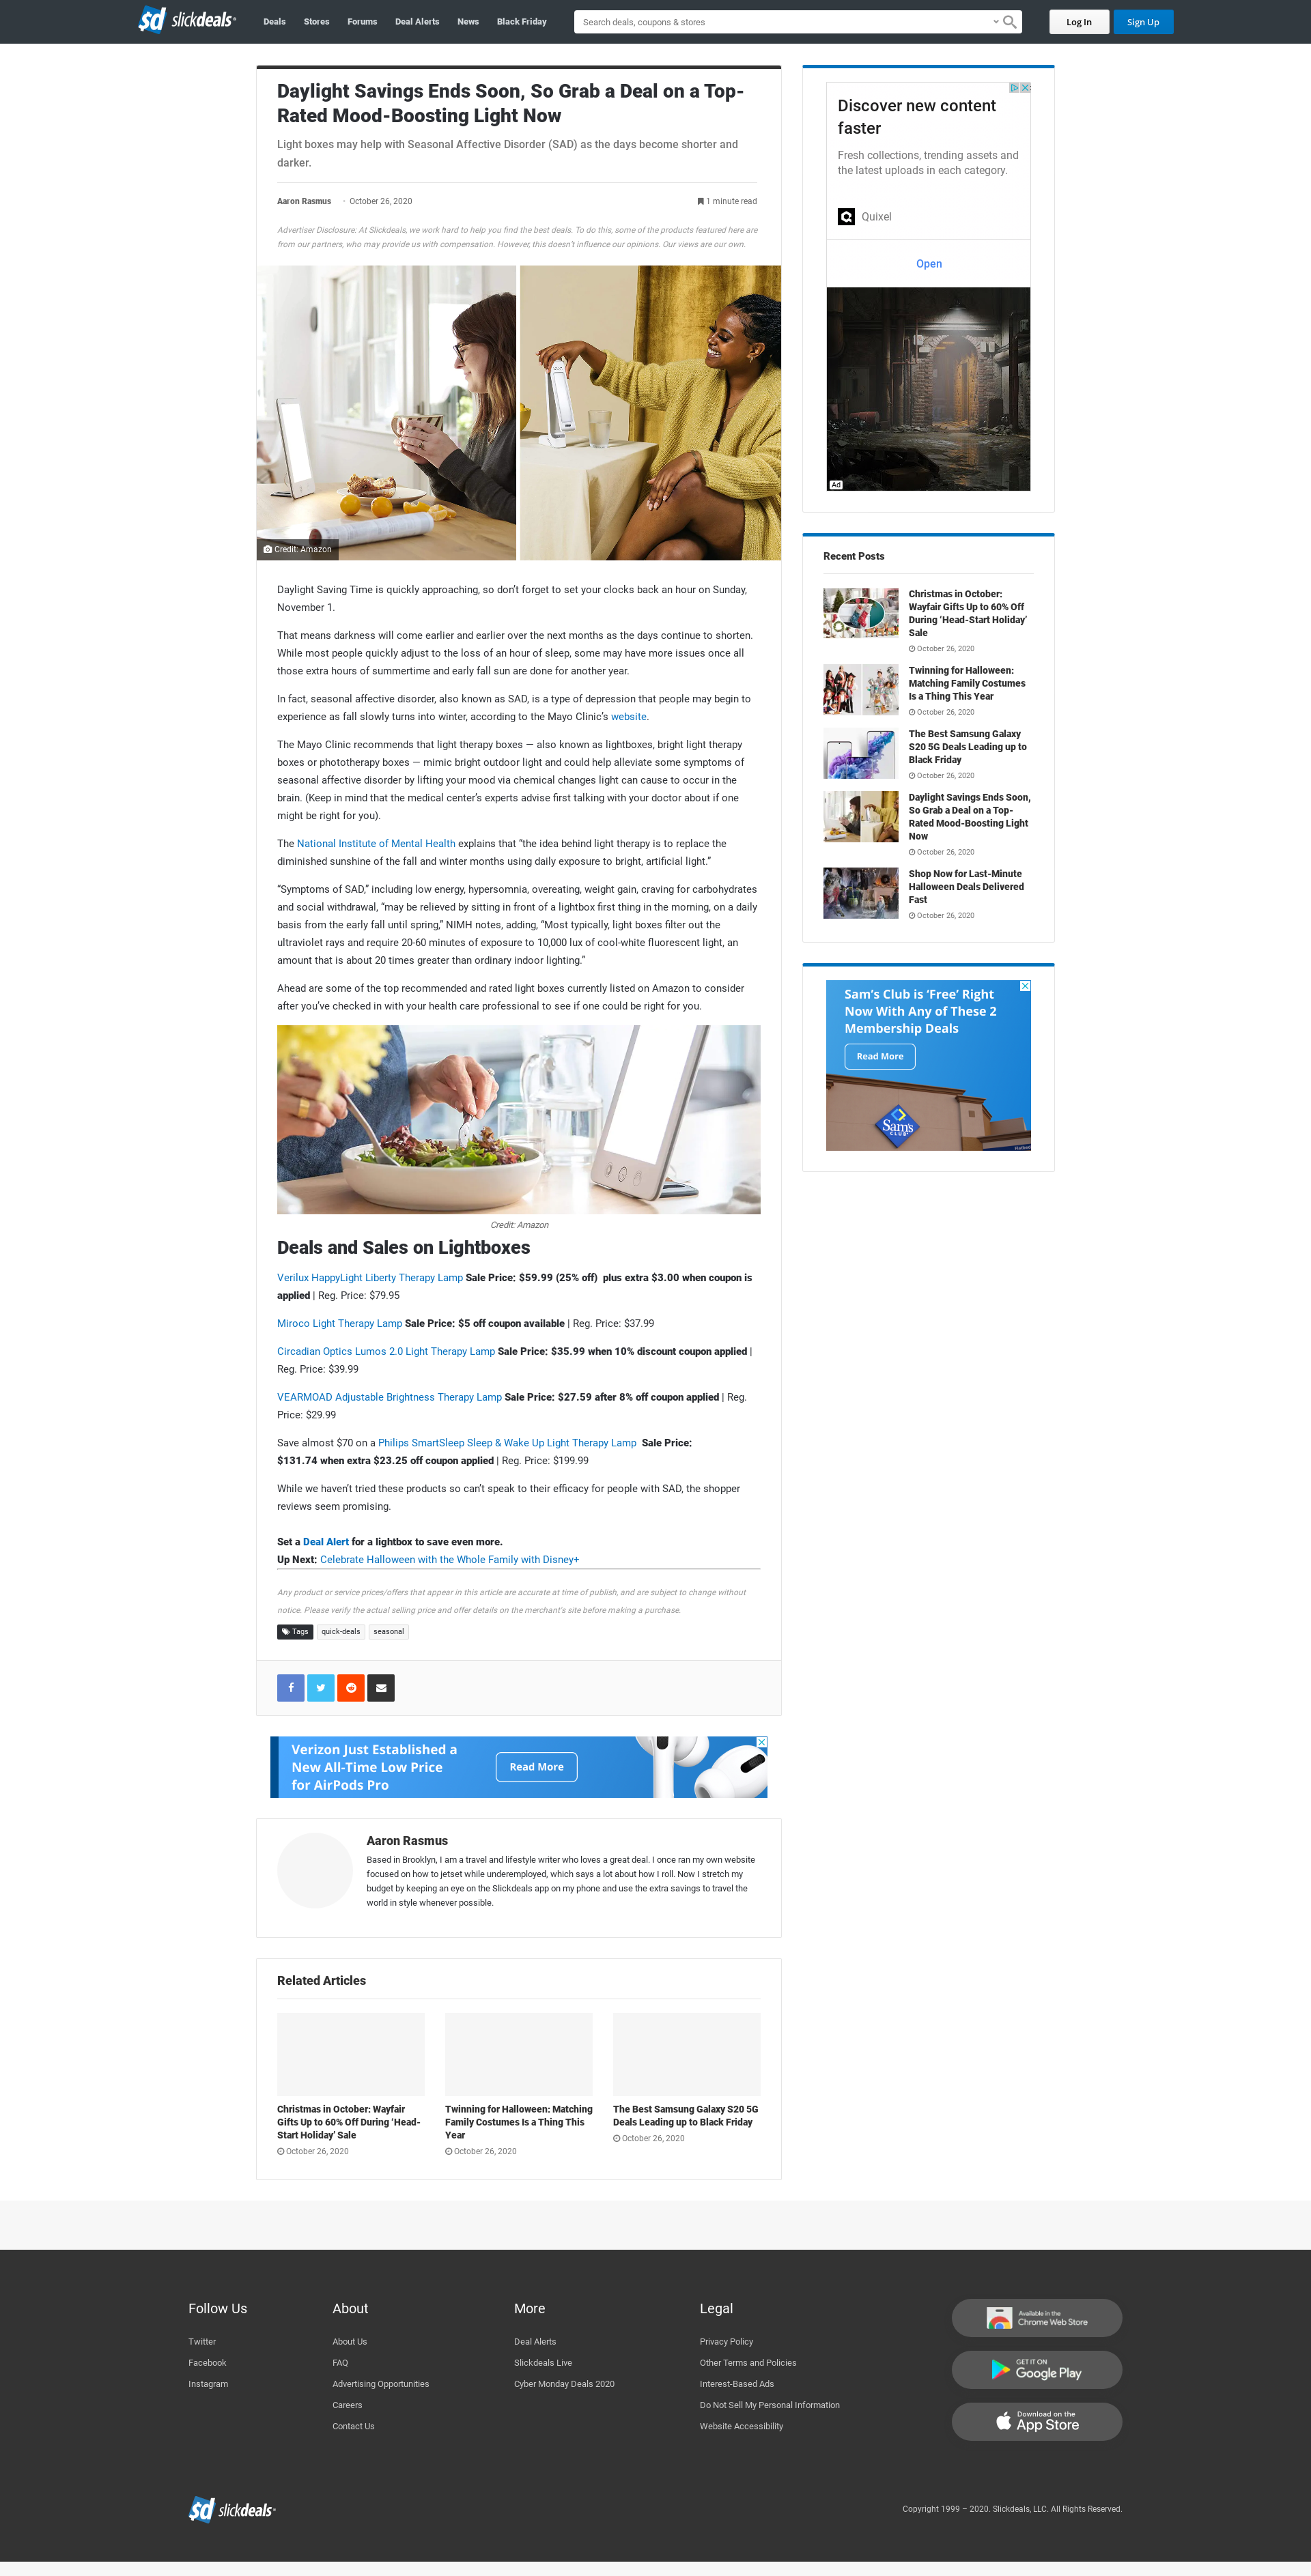 sd slickdeals
Deals Stores Forums Deal Alerts News Black Friday
Search deals, coupons & stores
Log In
Sign Up
Daylight Savings Ends Soon, So Grab a Deal on a Top-
Rated Mood-Boosting Light Now
Light boxes may help with Seasonal Affective Disorder (SAD) as the days become shorter and
darker.
Aaron Rasmus · October 26, 2020
1 minute read
Advertiser Disclosure: At Slickdeals, we work hard to help you find the best deals. To do this, some of the products featured here are
from our partners, who may provide us with compensation. However, this doesn't influence our opinions. Our views are our own.
Credit: Amazon
Daylight Saving Time is quickly approaching, so don’t forget to set your clocks back an hour on Sunday,
November 1.
That means darkness will come earlier and earlier over the next months as the days continue to shorten.
While most people quickly adjust to the loss of an hour of sleep, some may have more issues once all
those extra hours of summertime and early fall sun are done for another year.
In fact, seasonal affective disorder, also known as SAD, is a type of depression that people may begin to
experience as fall slowly turns into winter, according to the Mayo Clinic’s website.
The Mayo Clinic recommends that light therapy boxes — also known as lightboxes, bright light therapy
boxes or phototherapy boxes — mimic bright outdoor light and could help alleviate some symptoms of
seasonal affective disorder by lifting your mood via chemical changes light can cause to occur in the
brain. (Keep in mind that the medical center’s experts advise first talking with your doctor about if one
might be right for you).
The National Institute of Mental Health explains that “the idea behind light therapy is to replace the
diminished sunshine of the fall and winter months using daily exposure to bright, artificial light.”
“Symptoms of SAD,” including low energy, hypersomnia, overeating, weight gain, craving for carbohydrates
and social withdrawal, “may be relieved by sitting in front of a lightbox first thing in the morning, on a daily
basis from the early fall until spring,” NIMH notes, adding, “Most typically, light boxes filter out the
ultraviolet rays and require 20-60 minutes of exposure to 10,000 lux of cool-white fluorescent light, an
amount that is about 20 times greater than ordinary indoor lighting.”
Ahead are some of the top recommended and rated light boxes currently listed on Amazon to consider
after you’ve checked in with your health care professional to see if one could be right for you.
Credit: Amazon
Deals and Sales on Lightboxes
Verilux HappyLight Liberty Therapy Lamp Sale Price: $59.99 (25% off)  plus extra $3.00 when coupon is
applied | Reg. Price: $79.95
Miroco Light Therapy Lamp Sale Price: $5 off coupon available | Reg. Price: $37.99
Circadian Optics Lumos 2.0 Light Therapy Lamp Sale Price: $35.99 when 10% discount coupon applied |
Reg. Price: $39.99
VEARMOAD Adjustable Brightness Therapy Lamp Sale Price: $27.59 after 8% off coupon applied | Reg.
Price: $29.99
Save almost $70 on a Philips SmartSleep Sleep & Wake Up Light Therapy Lamp  Sale Price:
$131.74 when extra $23.25 off coupon applied | Reg. Price: $199.99
While we haven’t tried these products so can’t speak to their efficacy for people with SAD, the shopper
reviews seem promising.
Set a Deal Alert for a lightbox to save even more.
Up Next: Celebrate Halloween with the Whole Family with Disney+
Any product or service prices/offers that appear in this article are accurate at time of publish, and are subject to change without
notice. Please verify the actual selling price and offer details on the merchant's site before making a purchase.
Tags quick-deals seasonal
Verizon Just Established a
New All-Time Low Price
for AirPods Pro
Read More
Aaron Rasmus
Based in Brooklyn, I am a travel and lifestyle writer who loves a great deal. I once ran my own website
focused on how to jetset while underemployed, which says a lot about how I roll. Now I stretch my
budget by keeping an eye on the Slickdeals app on my phone and use the extra savings to travel the
world in style whenever possible.
Related Articles
Christmas in October: Wayfair
Gifts Up to 60% Off During ‘Head-
Start Holiday’ Sale
October 26, 2020
Twinning for Halloween: Matching
Family Costumes Is a Thing This
Year
October 26, 2020
The Best Samsung Galaxy S20 5G
Deals Leading up to Black Friday
October 26, 2020
Discover new content
faster
Fresh collections, trending assets and
the latest uploads in each category.
Quixel
Open
Ad
Recent Posts
Christmas in October:
Wayfair Gifts Up to 60% Off
During ‘Head-Start Holiday’
Sale
October 26, 2020
Twinning for Halloween:
Matching Family Costumes
Is a Thing This Year
October 26, 2020
The Best Samsung Galaxy
S20 5G Deals Leading up to
Black Friday
October 26, 2020
Daylight Savings Ends Soon,
So Grab a Deal on a Top-
Rated Mood-Boosting Light
Now
October 26, 2020
Shop Now for Last-Minute
Halloween Deals Delivered
Fast
October 26, 2020
Sam’s Club is ‘Free’ Right
Now With Any of These 2
Membership Deals
Read More
Sam's
CLUB
Follow Us
Twitter
Facebook
Instagram
About
About Us
FAQ
Advertising Opportunities
Careers
Contact Us
More
Deal Alerts
Slickdeals Live
Cyber Monday Deals 2020
Legal
Privacy Policy
Other Terms and Policies
Interest-Based Ads
Do Not Sell My Personal Information
Website Accessibility
Available in the
Chrome Web Store
GET IT ON
Google Play
Download on the
App Store
sd slickdeals
Copyright 1999 – 2020. Slickdeals, LLC. All Rights Reserved.